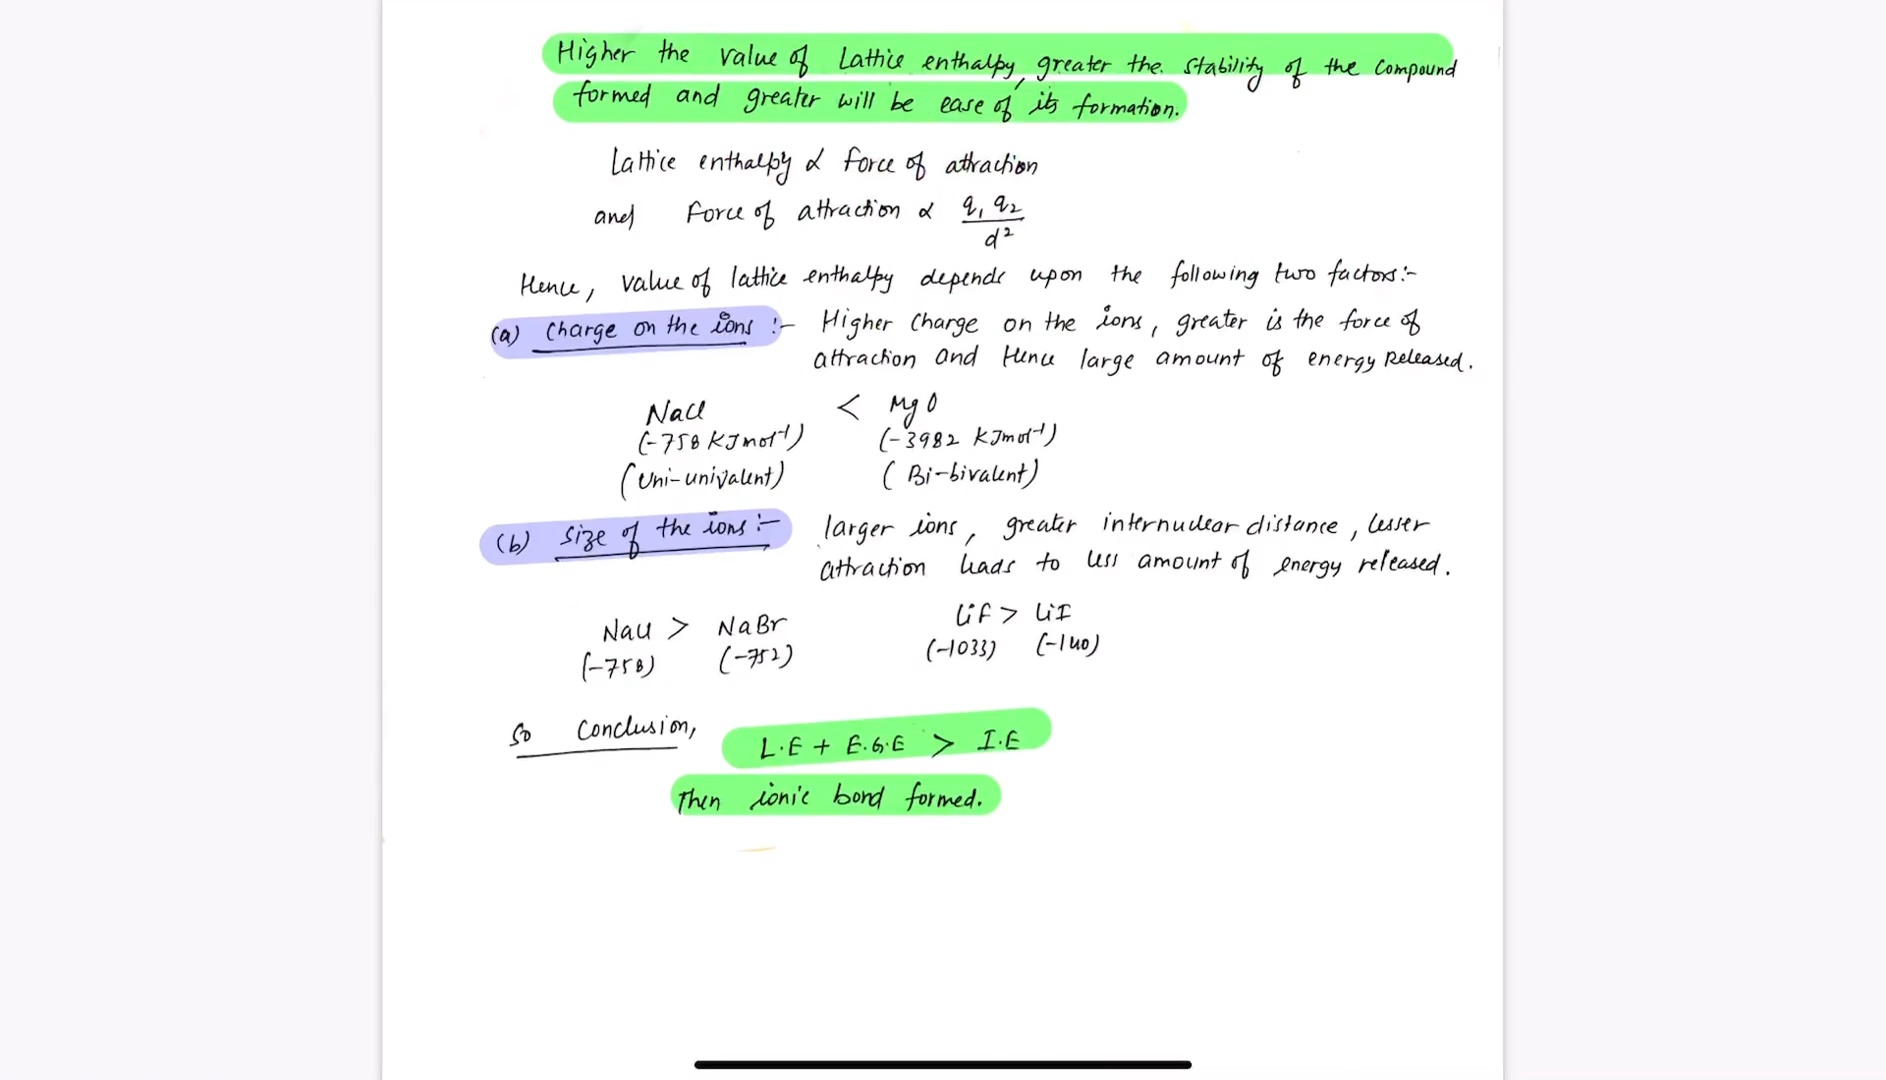 Higher the value of Lattice enthalpy, greater the stability of the compound
formed and greater will be ease of its formation.
Lattice enthalpy α force of attraction
and Force of attraction α q₁ q₂ / d²
Hence, value of lattice enthalpy depends upon the following two factors:-
(a) Charge on the ions :- Higher Charge on the ions, greater is the force of
attraction and Hence large amount of energy Released.
NaCl < MgO
(-758 KJmol⁻¹) (-3982 KJmol⁻¹)
(Uni-univalent) (Bi-bivalent)
(b) size of the ions :- larger ions, greater internuclear distance, lesser
attraction leads to less amount of energy released.
NaCl > NaBr LiF > LiI
(-758) (-752) (-1033) (-140)
So Conclusion,
L.E + E.G.E > I.E
Then ionic bond formed.